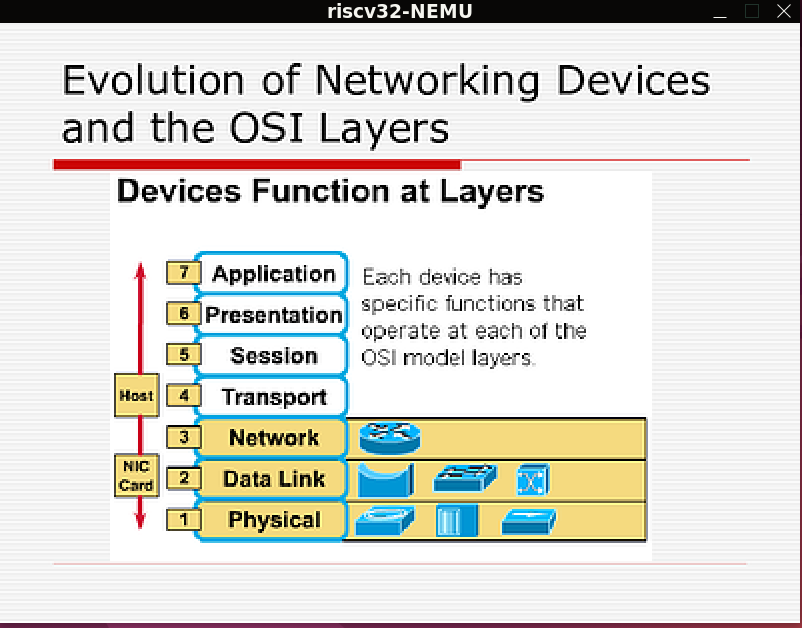 riscv32-NEMU
Evolution of Networking Devices
and the OSI Layers
Devices Function at Layers
7 Application
6 Presentation
5 Session
4 Transport
3 Network
2 Data Link
1 Physical
Host
NIC
Card
Each device has
specific functions that
operate at each of the
OSI model layers.